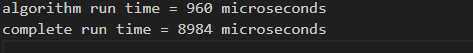 algorithm run time = 960 microseconds
complete run time = 8984 microseconds